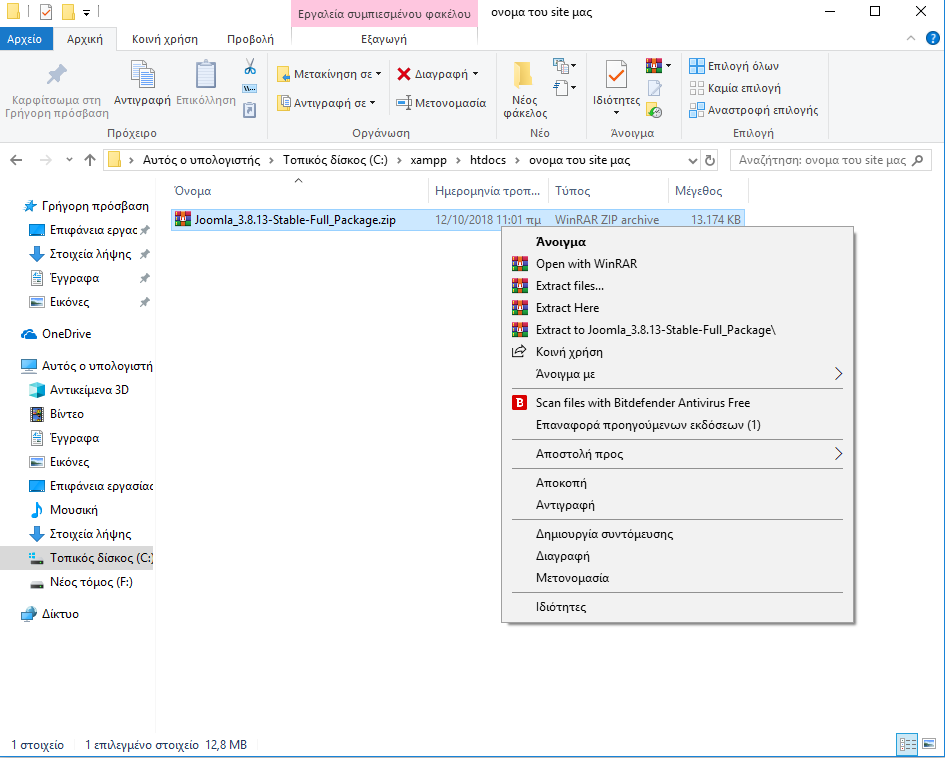 Εργαλεία συμπιεσμένου φακέλου
ονομα του site μας
Αρχείο
Αρχική
Κοινή χρήση
Προβολή
Εξαγωγή
Καρφίτσωμα στη
Γρήγορη πρόσβαση
Αντιγραφή
Επικόλληση
Μετακίνηση σε
Αντιγραφή σε
Διαγραφή
Μετονομασία
Νέος
φάκελος
Ιδιότητες
Επιλογή όλων
Καμία επιλογή
Αναστροφή επιλογής
Πρόχειρο
Οργάνωση
Νέο
Άνοιγμα
Επιλογή
Αυτός ο υπολογιστής
Τοπικός δίσκος (C:)
xampp
htdocs
ονομα του site μας
Αναζήτηση: ονομα του site μας
Όνομα
Ημερομηνία τροπ...
Τύπος
Μέγεθος
Joomla_3.8.13-Stable-Full_Package.zip
12/10/2018 11:01 πμ
WinRAR ZIP archive
13.174 KB
Γρήγορη πρόσβαση
Επιφάνεια εργας
Στοιχεία λήψης
Έγγραφα
Εικόνες
OneDrive
Αυτός ο υπολογιστή
Αντικείμενα 3D
Βίντεο
Έγγραφα
Εικόνες
Επιφάνεια εργασίας
Μουσική
Στοιχεία λήψης
Τοπικός δίσκος (C:)
Νέος τόμος (F:)
Δίκτυο
Άνοιγμα
Open with WinRAR
Extract files...
Extract Here
Extract to Joomla_3.8.13-Stable-Full_Package\
Κοινή χρήση
Άνοιγμα με
Scan files with Bitdefender Antivirus Free
Επαναφορά προηγούμενων εκδόσεων (1)
Αποστολή προς
Αποκοπή
Αντιγραφή
Δημιουργία συντόμευσης
Διαγραφή
Μετονομασία
Ιδιότητες
1 στοιχείο
1 επιλεγμένο στοιχείο 12,8 MB